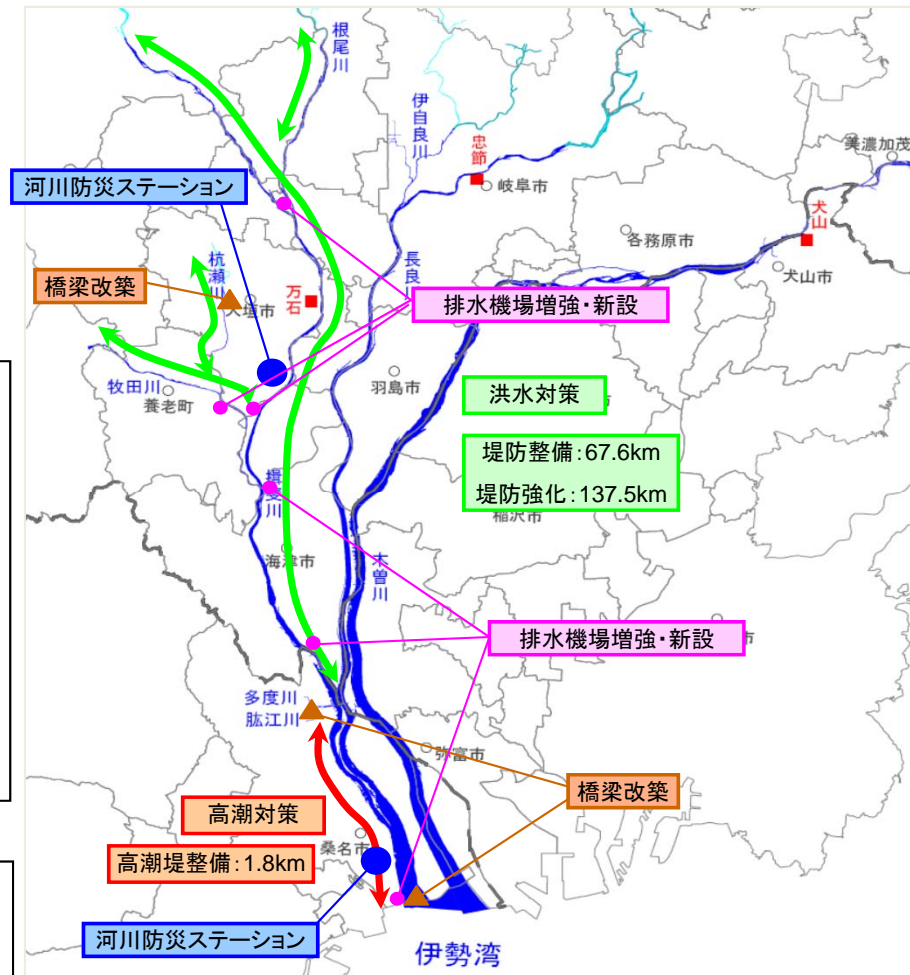 根尾川
伊自良川
忠節
岐阜市
美濃加茂
犬山
犬山市
各務原市
河川防災ステーション
杭瀬川
橋梁改築
大垣市
万石
長良川
排水機場増強・新設
牧田川
養老町
羽島市
洪水対策
市
堤防整備:67.6km
堤防強化:137.5km
稲沢市
揖斐川
海津市
木曽川
排水機場増強・新設
市
多度川
肱江川
弥富市
橋梁改築
高潮対策
桑名市
高潮堤整備:1.8km
河川防災ステーション
伊勢湾